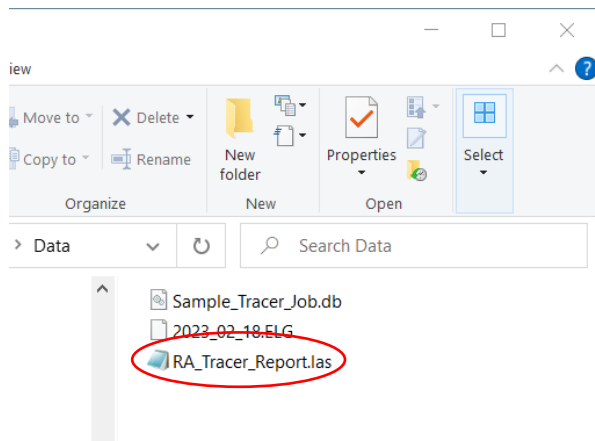 iew
?
Move to
Delete
Copy to
Rename
New folder
Properties
Select
Organize
New
Open
> Data
Search Data
Sample_Tracer_Job.db
2023_02_18.ELG
RA_Tracer_Report.las